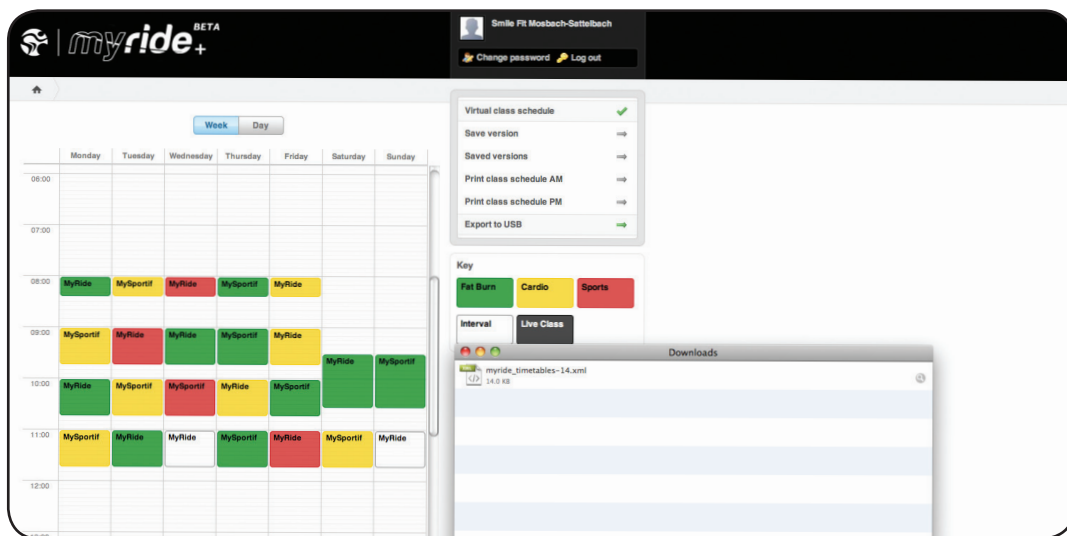 myride+ BETA
Smile Fit Mosbach-Sattelbach
Change password Log out
Week Day
Monday Tuesday Wednesday Thursday Friday Saturday Sunday
06:00
07:00
08:00 MyRide MySportif MyRide MySportif MyRide
09:00 MySportif MyRide MyRide MySportif MyRide
MyRide MySportif
10:00 MyRide MySportif MySportif MyRide MySportif
11:00 MySportif MyRide MyRide MySportif MyRide MySportif MyRide
12:00
Virtual class schedule
Save version
Saved versions
Print class schedule AM
Print class schedule PM
Export to USB
Key
Fat Burn Cardio Sports
Interval Live Class
Downloads
myride_timetables-14.xml
14.0 KB